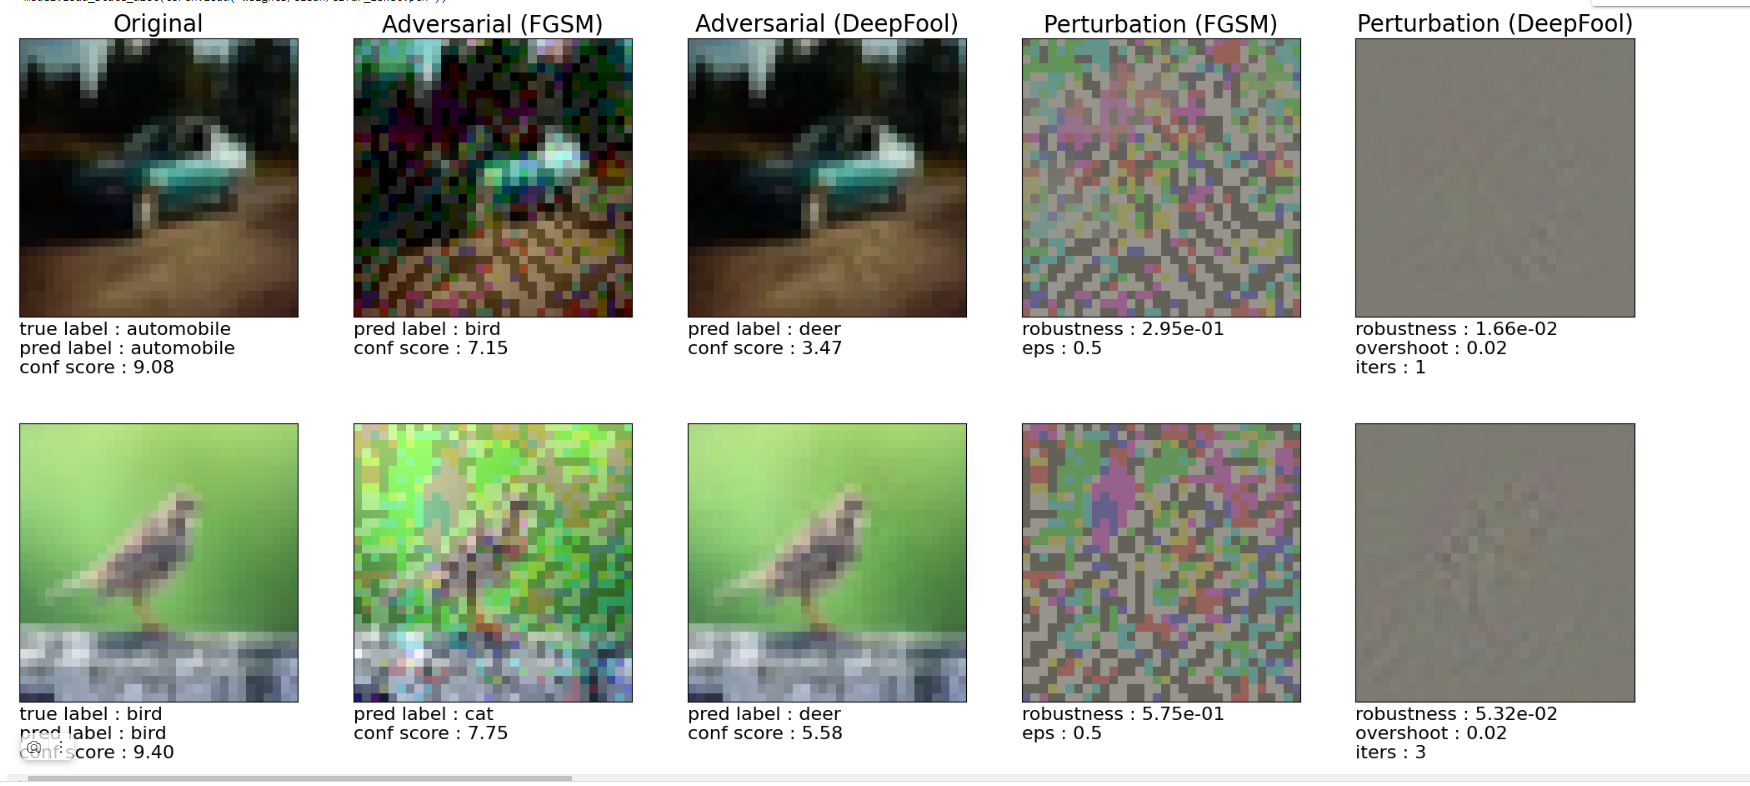 Original
Adversarial (FGSM)
Adversarial (DeepFool)
Perturbation (FGSM)
Perturbation (DeepFool)
true label : automobile
pred label : automobile
conf score : 9.08
pred label : bird
conf score : 7.15
pred label : deer
conf score : 3.47
robustness : 2.95e-01
eps : 0.5
robustness : 1.66e-02
overshoot : 0.02
iters : 1
true label : bird
pred label : bird
conf score : 9.40
pred label : cat
conf score : 7.75
pred label : deer
conf score : 5.58
robustness : 5.75e-01
eps : 0.5
robustness : 5.32e-02
overshoot : 0.02
iters : 3